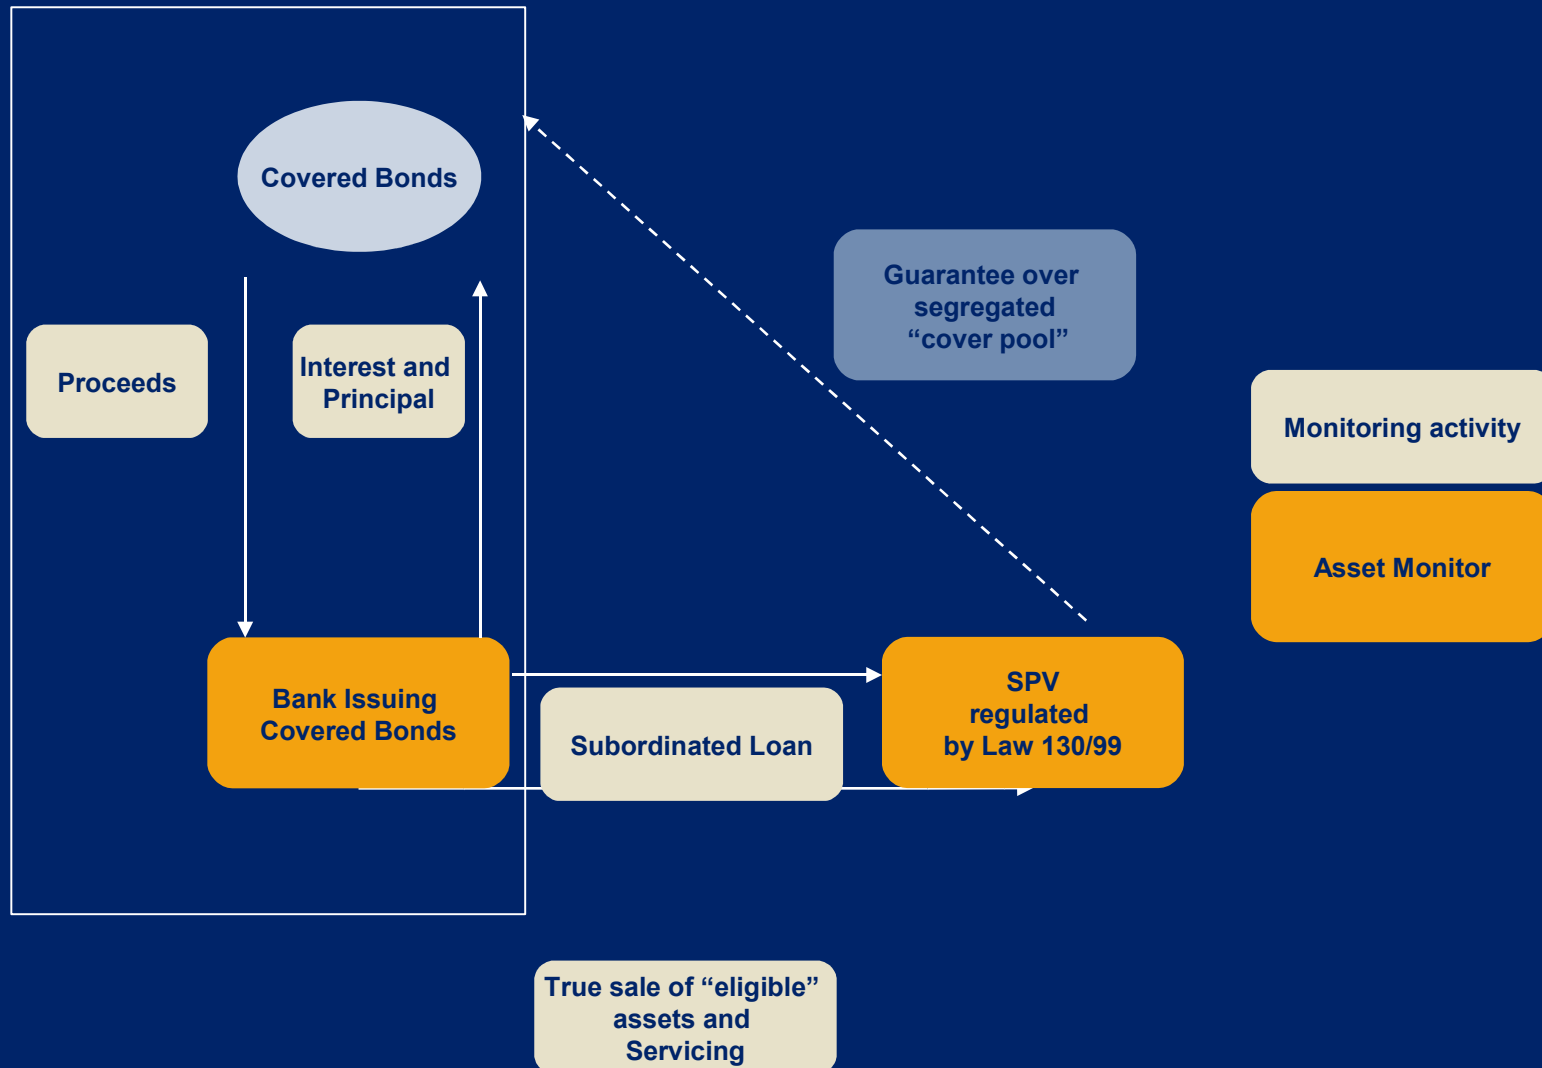 Covered Bonds
Guarantee over
segregated
“cover pool”
Proceeds
Interest and
Principal
Monitoring activity
Asset Monitor
Bank Issuing
Covered Bonds
Subordinated Loan
SPV
regulated
by Law 130/99
True sale of “eligible”
assets and
Servicing